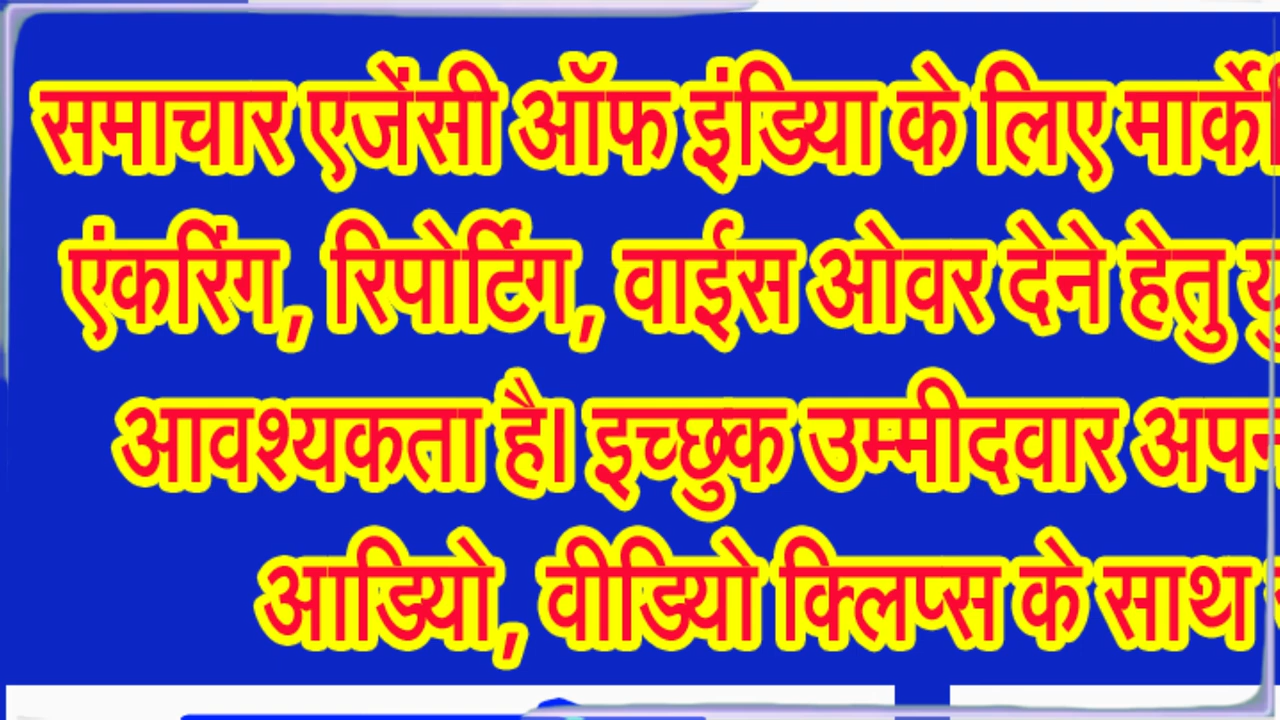 समाचार एजेंसी ऑफ इंडिया के लिए
एंकरिंग, रिपोर्टिंग, वाईस ओवर देने हेतु
आवश्यकता है। इच्छुक उम्मीदवार
आडियो, वीडियो क्लिप्स के साथ